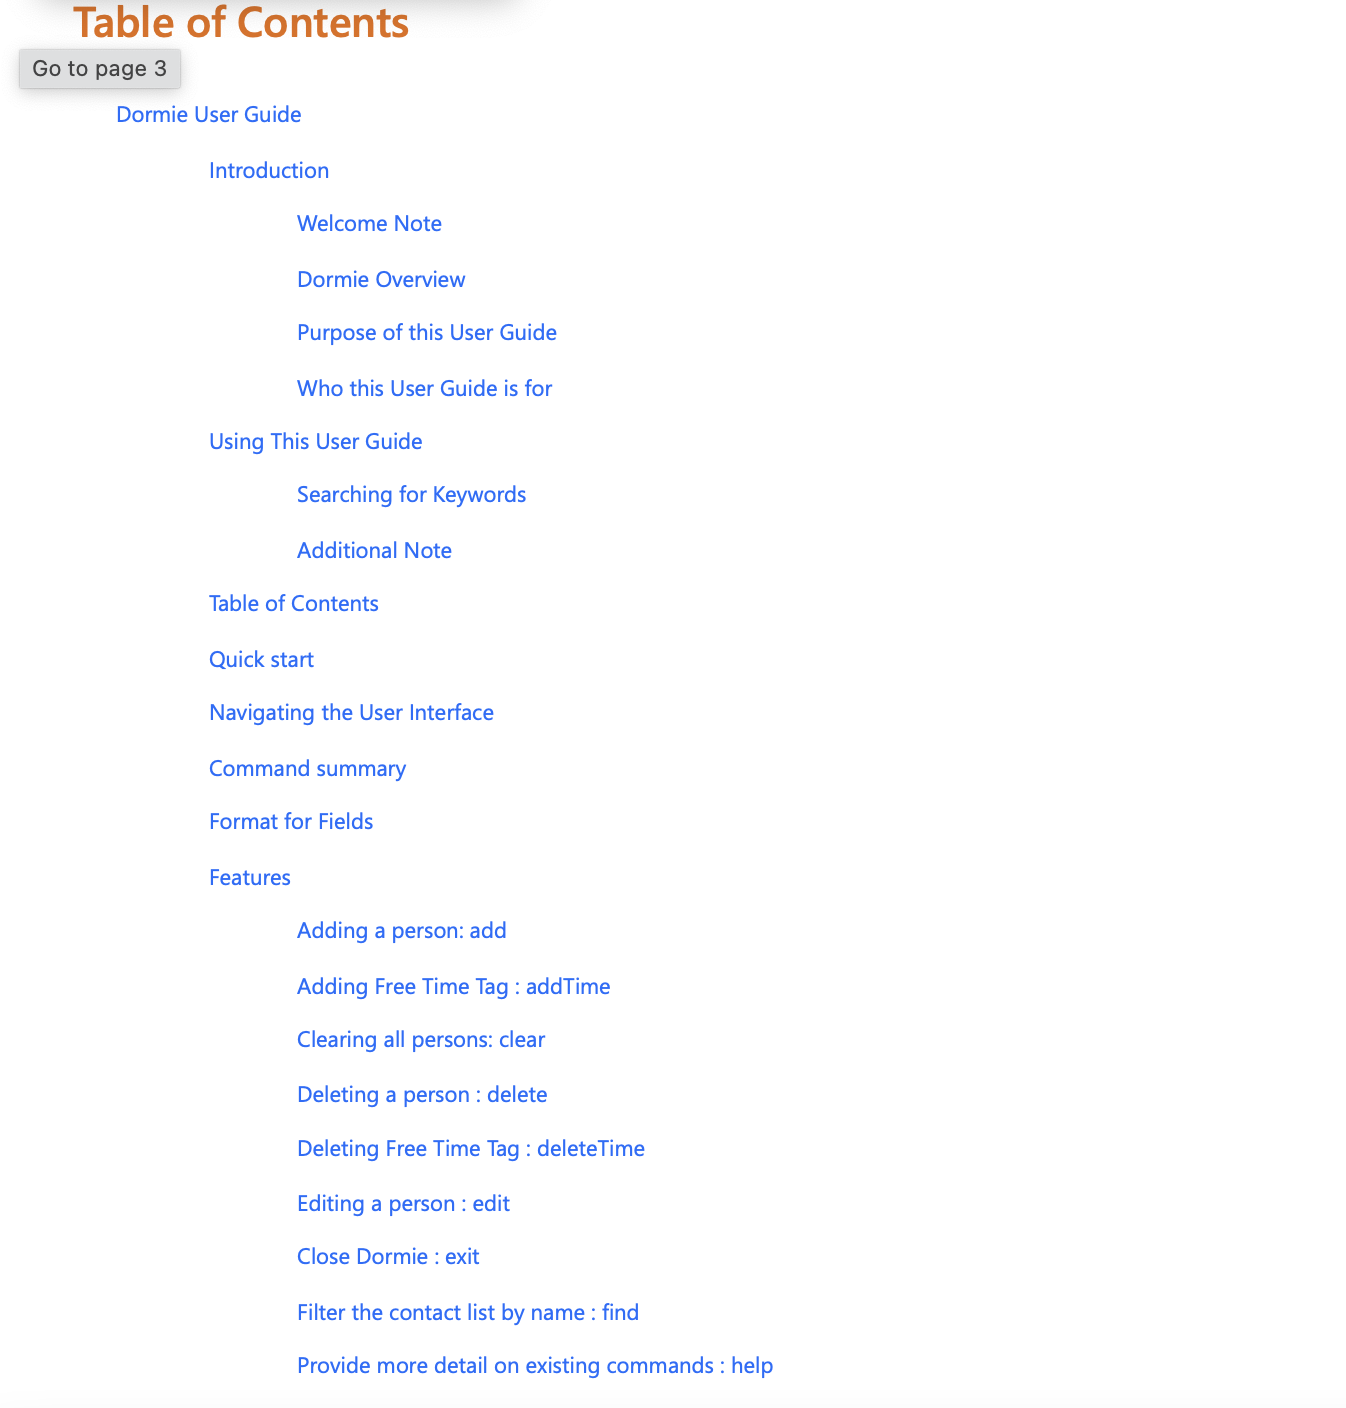 Table of Contents
Go to page 3
Dormie User Guide
Introduction
Welcome Note
Dormie Overview
Purpose of this User Guide
Who this User Guide is for
Using This User Guide
Searching for Keywords
Additional Note
Table of Contents
Quick start
Navigating the User Interface
Command summary
Format for Fields
Features
Adding a person: add
Adding Free Time Tag : addTime
Clearing all persons: clear
Deleting a person : delete
Deleting Free Time Tag : deleteTime
Editing a person : edit
Close Dormie : exit
Filter the contact list by name : find
Provide more detail on existing commands : help